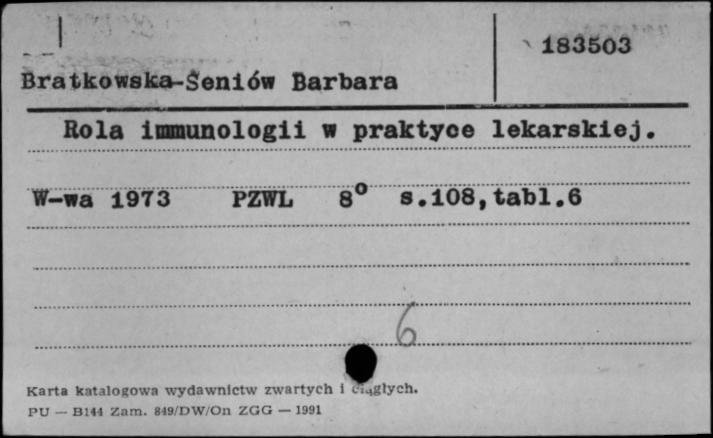 183503
Bratkowska-Seniów Barbara
Rola immunologii w praktyce lekarskiej.
W-wa 1973 PZWL 8° s.108,tabl.6
6
Karta katalogowa wydawnictw zwartych i ciągłych.
PU — B144 Zam. 849/DW/On ZGG — 1991